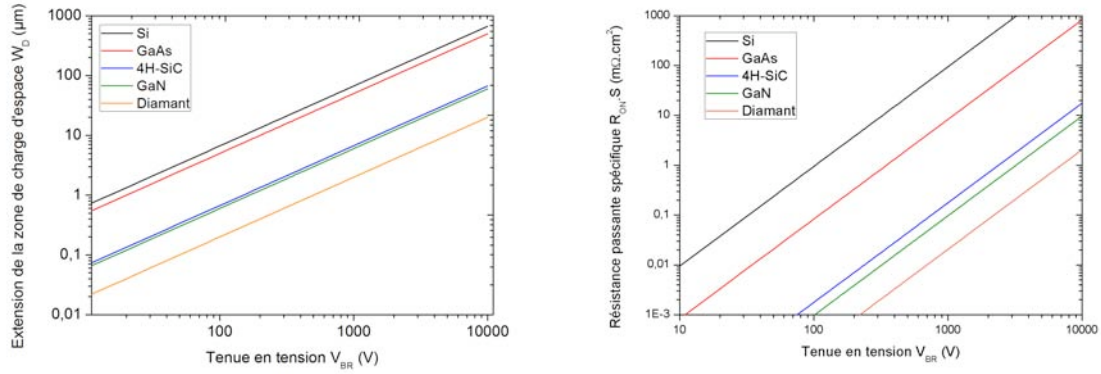 Extension de la zone de charge d'espace W_D (µm)
1000
100
10
1
0,1
0,01
Si
GaAs
4H-SiC
GaN
Diamant
100
1000
10000
Tenue en tension V_BR (V)
Résistance passante spécifique R_ON.S (mΩ.cm²)
1000
100
10
1
0,1
0,01
1E-3
Si
GaAs
4H-SiC
GaN
Diamant
10
100
1000
10000
Tenue en tension V_BR (V)